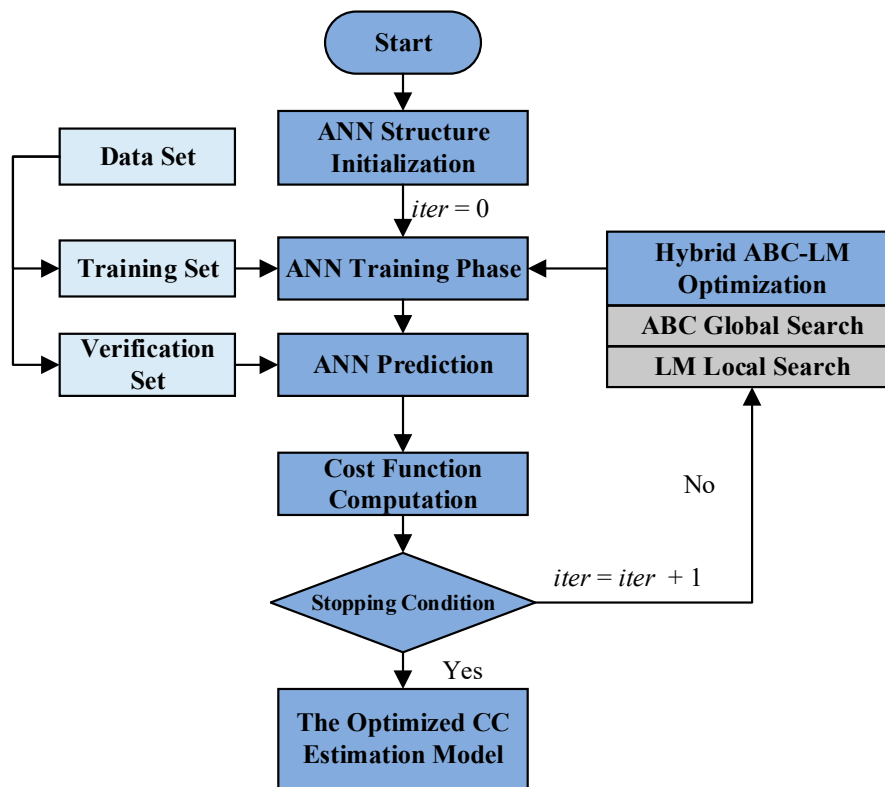 Start
ANN Structure
Initialization
Data Set
iter = 0
Training Set
ANN Training Phase
Hybrid ABC-LM
Optimization
ABC Global Search
LM Local Search
Verification
Set
ANN Prediction
Cost Function
Computation
No
Stopping Condition
iter = iter + 1
Yes
The Optimized CC
Estimation Model